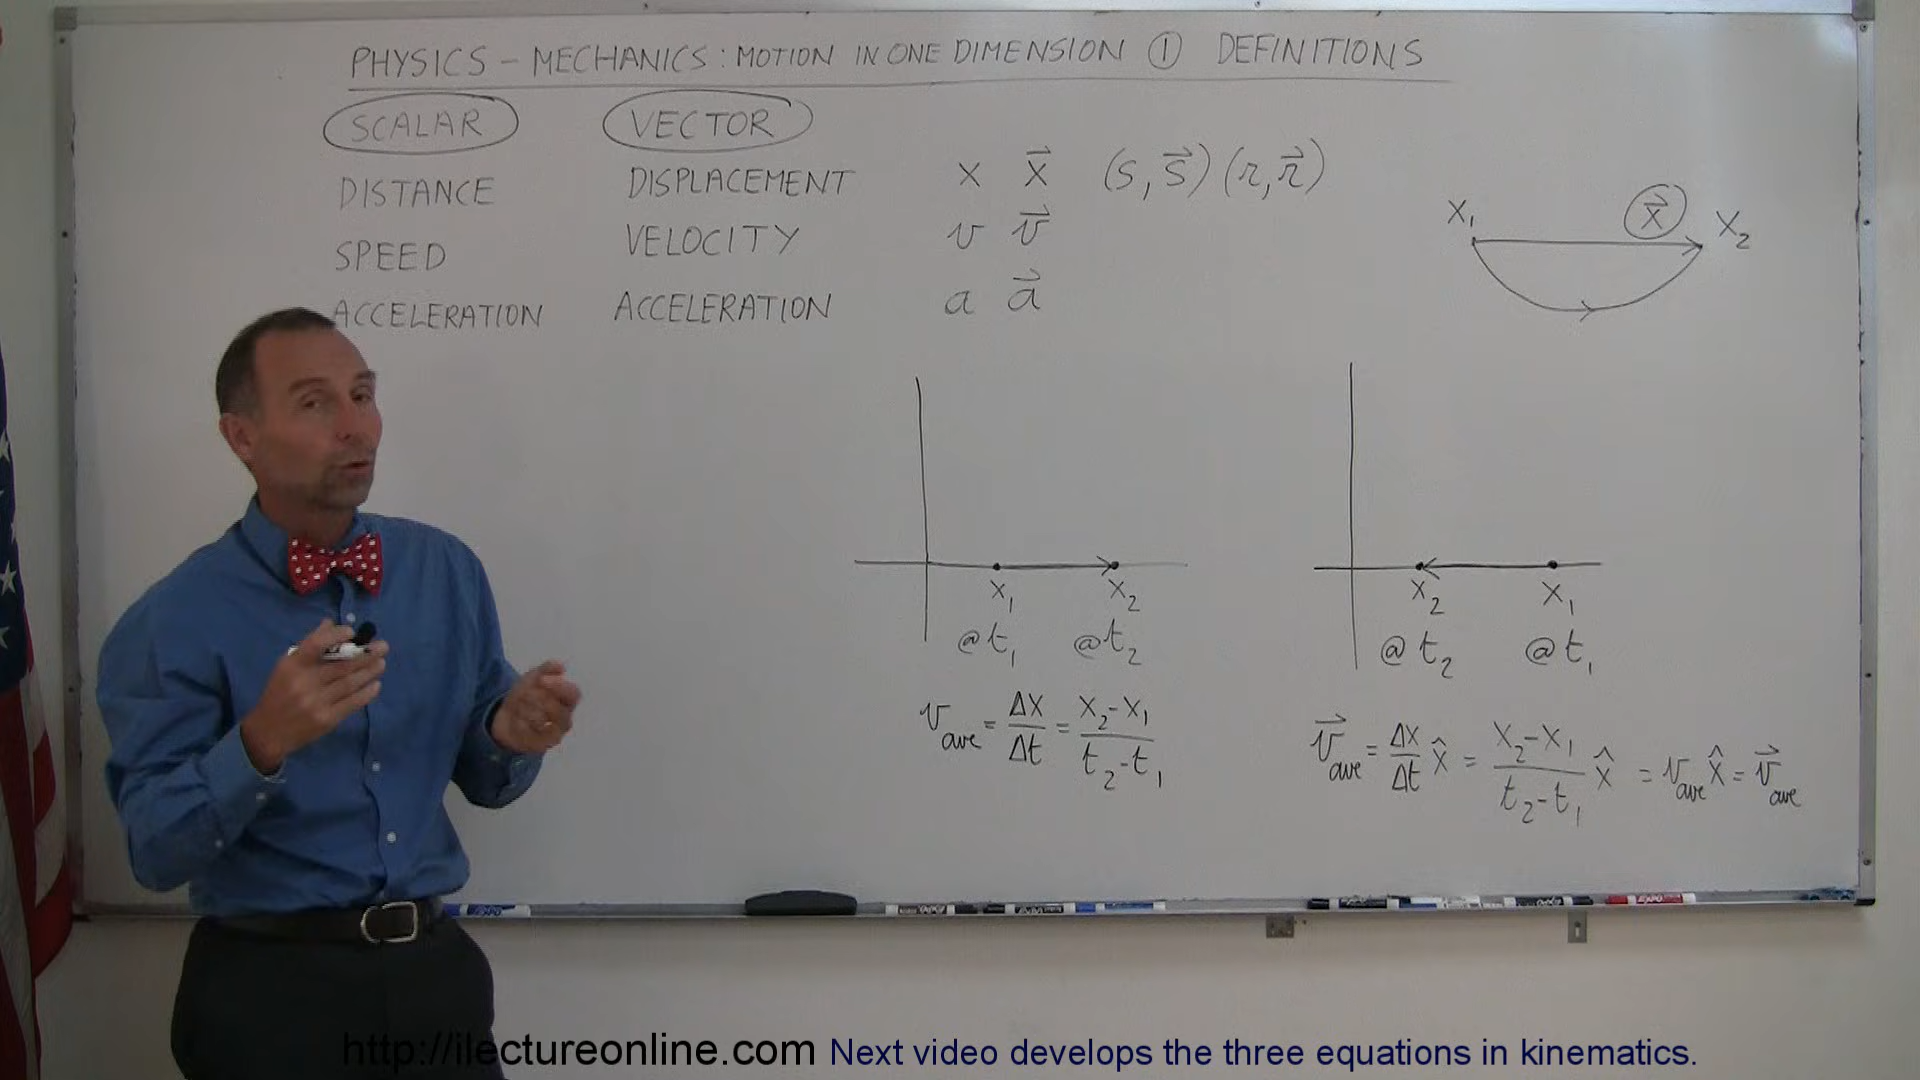 PHYSICS – MECHANICS: MOTION IN ONE DIMENSION ① DEFINITIONS
SCALAR VECTOR
DISTANCE DISPLACEMENT x x⃗ (s, s⃗) (r, r⃗)
SPEED VELOCITY v v⃗
ACCELERATION ACCELERATION a a⃗
x₁ x⃗ x₂
x₁ x₂
@t₁ @t₂
v_ave = Δx/Δt = (x₂-x₁)/(t₂-t₁)
x₂ x₁
@t₂ @t₁
v⃗_ave = Δx/Δt x̂ = (x₂-x₁)/(t₂-t₁) x̂ = v_ave x̂ = v⃗_ave
EXPO
http://ilectureonline.com Next video develops the three equations in kinematics.